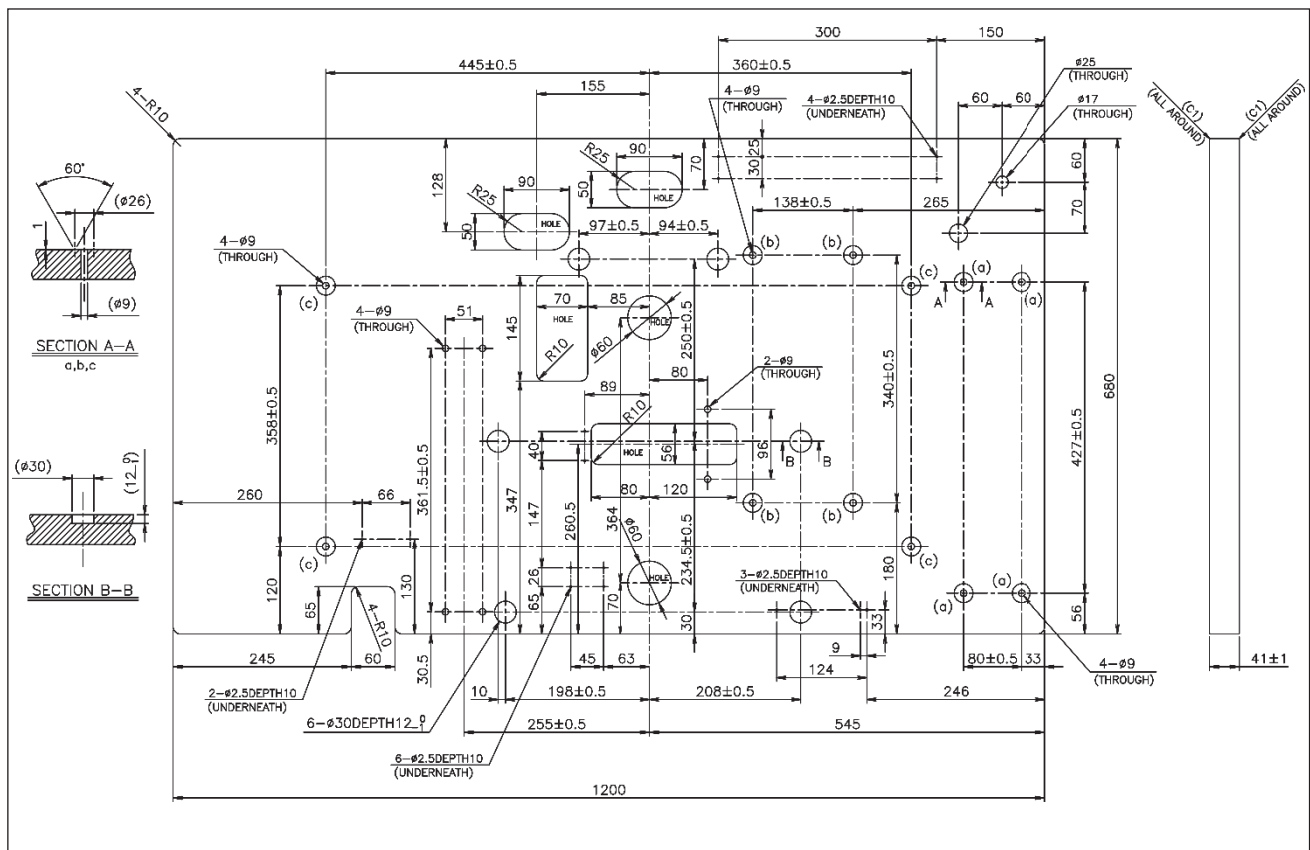 300
150
445±0.5
360±0.5
155
4-ø9
(THROUGH)
4-ø2.5DEPTH10
(UNDERNEATH)
ø25
(THROUGH)
60
60
ø17
(THROUGH)
4-R10
(C1)
(ALL AROUND)
(C1)
(ALL AROUND)
60°
(ø26)
1
(ø9)
SECTION A-A
a,b,c
128
R25
90
50
HOLE
R25
90
50
HOLE
70
25
30
60
70
138±0.5
265
97±0.5
94±0.5
4-ø9
(THROUGH)
(b)
(b)
(c)
(c)
(a)
(a)
A
A
51
4-ø9
(THROUGH)
70
85
HOLE
145
R10
HOLE
ø60
250±0.5
2-ø9
(THROUGH)
80
340±0.5
680
427±0.5
358±0.5
361.5±0.5
89
R10
40
HOLE
56
96
B
B
80
120
(ø30)
(12-⁰₁)
SECTION B-B
260
66
347
147
260.5
364
ø60
HOLE
234.5±0.5
(b)
(b)
180
(c)
(c)
120
65
130
4-R10
26
65
70
30
3-ø2.5DEPTH10
(UNDERNEATH)
33
(a)
(a)
56
245
60
30.5
45
63
9
124
80±0.5
33
4-ø9
(THROUGH)
41±1
2-ø2.5DEPTH10
(UNDERNEATH)
10
198±0.5
208±0.5
246
6-ø30DEPTH12-⁰₁
255±0.5
545
6-ø2.5DEPTH10
(UNDERNEATH)
1200